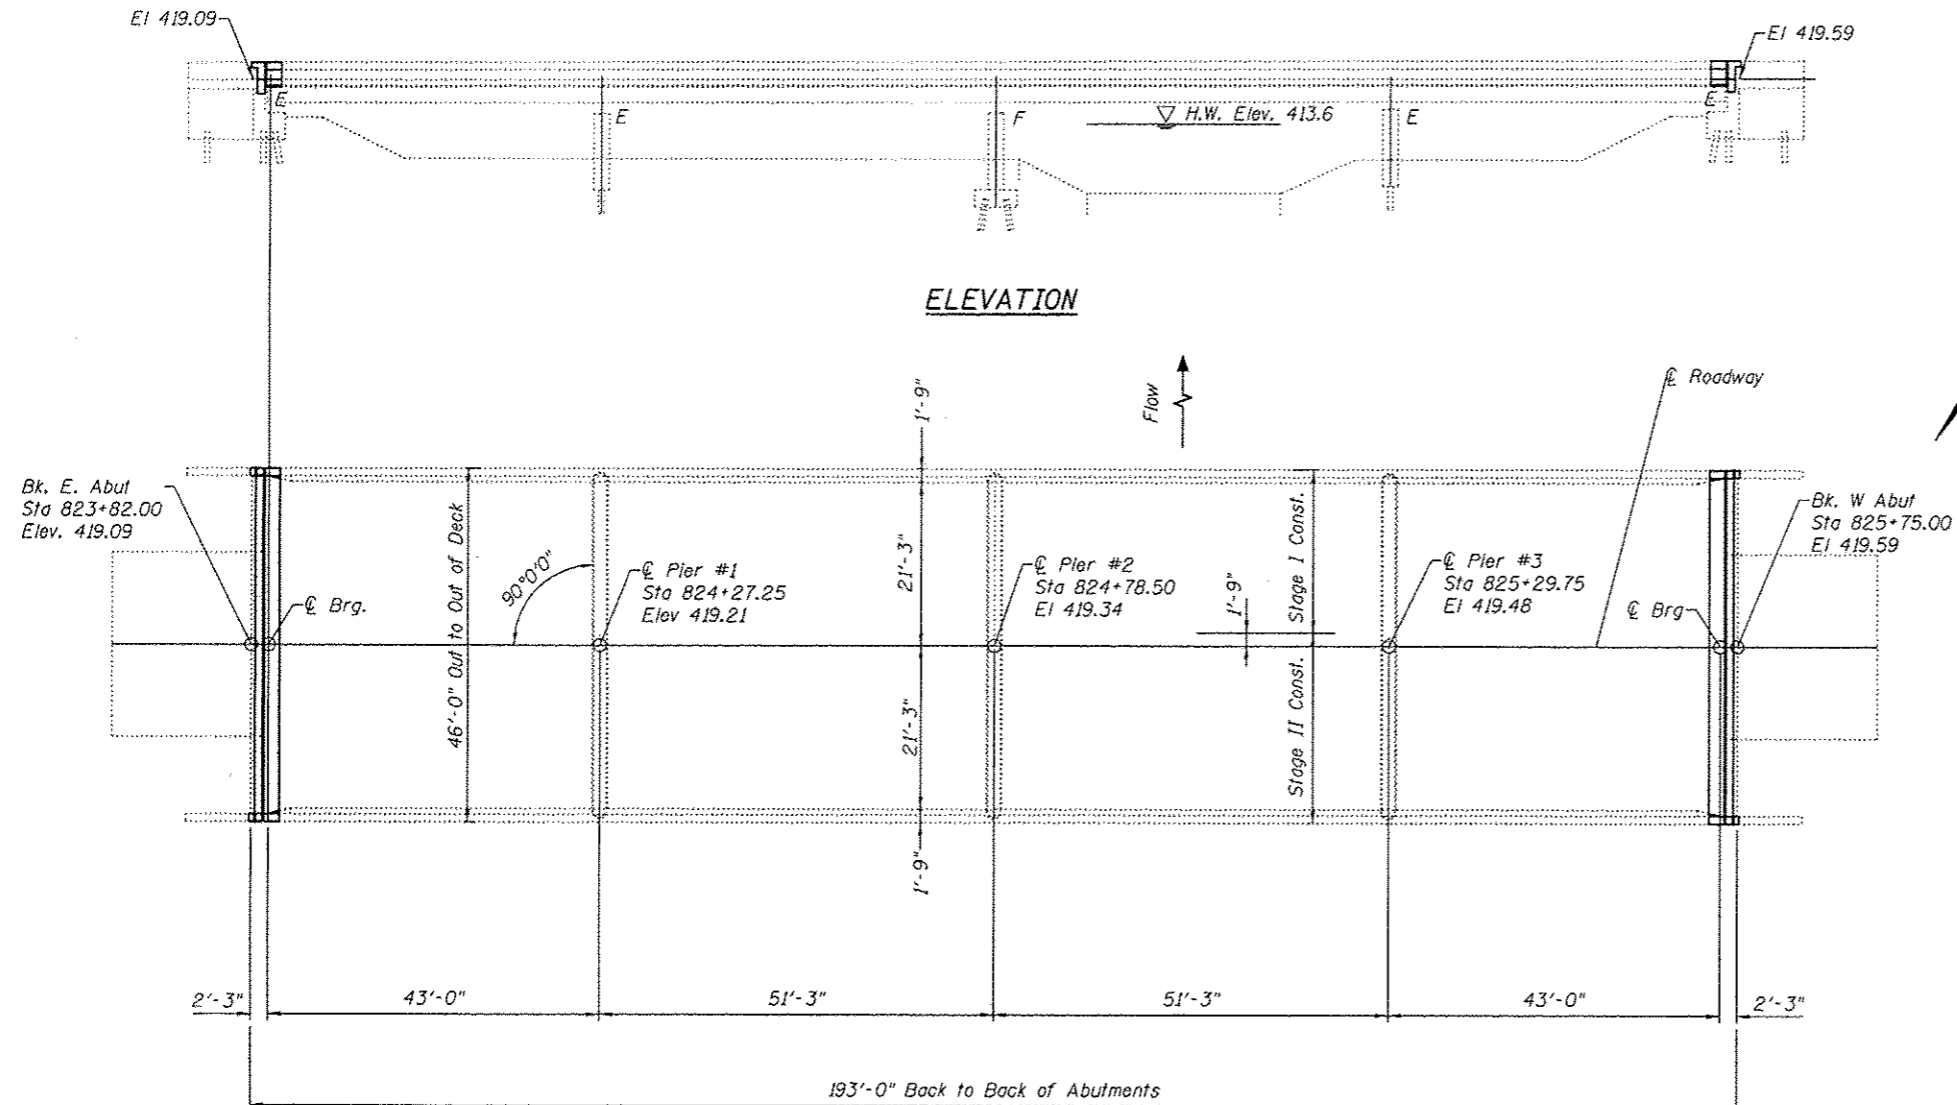 El 419.09
El 419.59
E
E
F
H.W. Elev. 413.6
E
E
ELEVATION
Flow
℄ Roadway
1'-9"
Bk. E. Abut
Sta 823+82.00
Elev. 419.09
46'-0" Out to Out of Deck
90°0'0"
℄ Brg.
℄ Pier #1
Sta 824+27.25
Elev 419.21
21'-3"
21'-3"
1'-9"
℄ Pier #2
Sta 824+78.50
El 419.34
1'-9"
Stage I Const.
Stage II Const.
℄ Pier #3
Sta 825+29.75
El 419.48
℄ Brg
Bk. W Abut
Sta 825+75.00
El 419.59
2'-3"
43'-0"
51'-3"
51'-3"
43'-0"
2'-3"
193'-0" Back to Back of Abutments